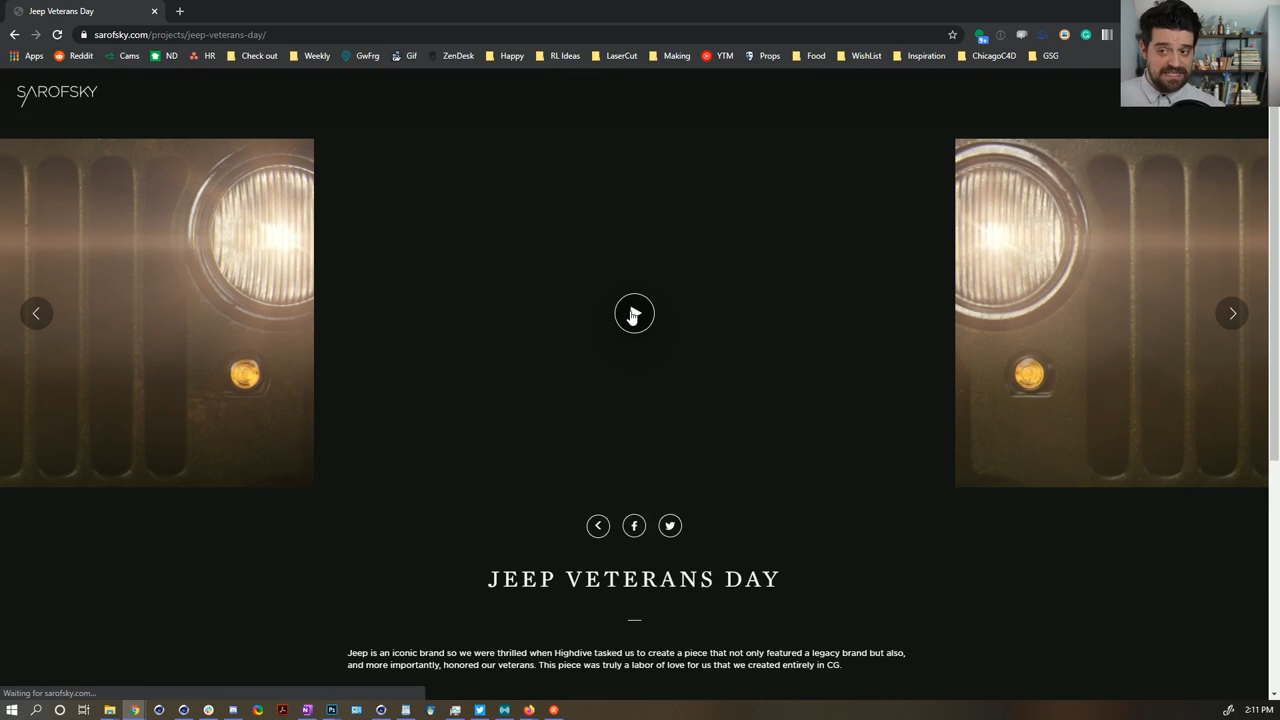 Jeep Veterans Day
sarofsky.com/projects/jeep-veterans-day/
Apps Reddit Cams ND HR Check out Weekly GwFrg Gif ZenDesk Happy RL Ideas LaserCut Making YTM Props Food WishList Inspiration ChicagoC4D GSG
SAROFSKY
JEEP VETERANS DAY
Jeep is an iconic brand so we were thrilled when Highdive tasked us to create a piece that not only featured a legacy brand but also,
and more importantly, honored our veterans. This piece was truly a labor of love for us that we created entirely in CG.
Waiting for sarofsky.com...
2:11 PM